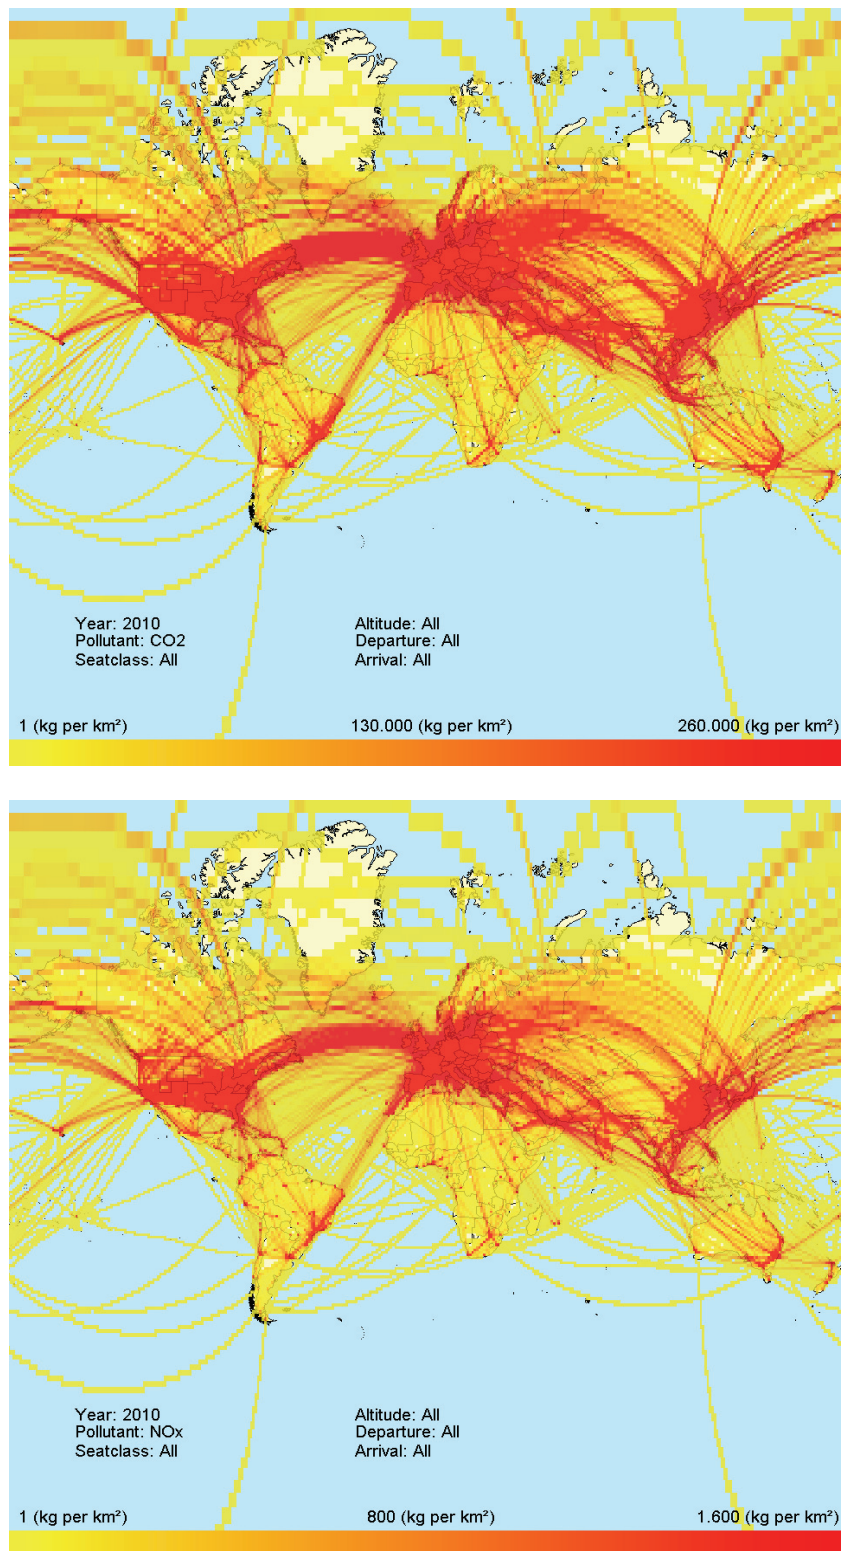 Year: 2010 Altitude: All
Pollutant: CO2 Departure: All
Seatclass: All Arrival: All
1 (kg per km²) 130.000 (kg per km²) 260.000 (kg per km²)
Year: 2010 Altitude: All
Pollutant: NOx Departure: All
Seatclass: All Arrival: All
1 (kg per km²) 800 (kg per km²) 1.600 (kg per km²)